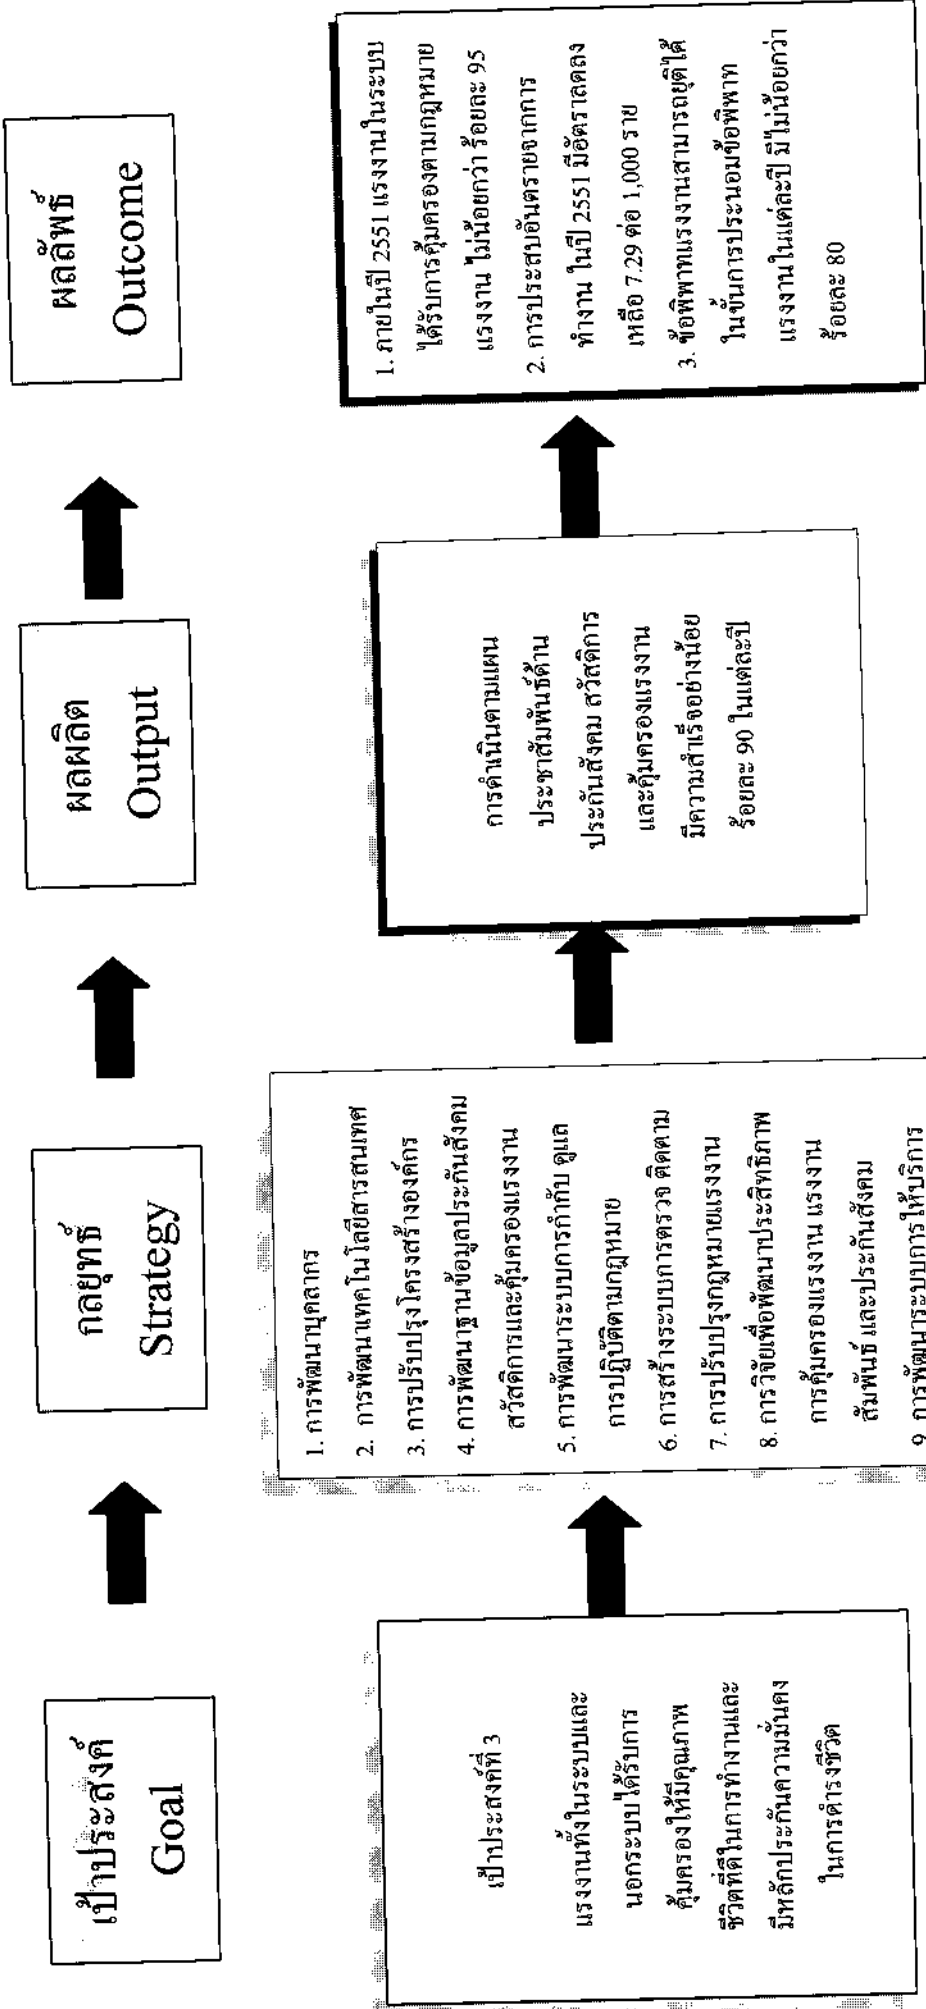 เป้าประสงค์
Goal
กลยุทธ์
Strategy
ผลผลิต
Output
ผลลัพธ์
Outcome
เป้าประสงค์ที่ 3
แรงงานทั้งในระบบและ
นอกระบบได้รับการ
คุ้มครองให้มีคุณภาพ
ชีวิตที่ดีในการทำงานและ
มีหลักประกันความมั่นคง
ในการดำรงชีวิต
1. การพัฒนาบุคลากร
2. การพัฒนาเทคโนโลยีสารสนเทศ
3. การปรับปรุงโครงสร้างองค์กร
4. การพัฒนาฐานข้อมูลประกันสังคม
สวัสดิการและคุ้มครองแรงงาน
5. การพัฒนาระบบการกำกับ ดูแล
การปฏิบัติตามกฎหมาย
6. การสร้างระบบการตรวจ ติดตาม
7. การปรับปรุงกฎหมายแรงงาน
8. การวิจัยเพื่อพัฒนาประสิทธิภาพ
การคุ้มครองแรงงาน แรงงาน
สัมพันธ์ และประกันสังคม
9. การพัฒนาระบบการให้บริการ
การดำเนินตามแผน
ประชาสัมพันธ์ด้าน
ประกันสังคม สวัสดิการ
และคุ้มครองแรงงาน
มีความสำเร็จอย่างน้อย
ร้อยละ 90 ในแต่ละปี
1. ภายในปี 2551 แรงงานในระบบ
ได้รับการคุ้มครองตามกฎหมาย
แรงงาน ไม่น้อยกว่า ร้อยละ 95
2. การประสบอันตรายจากการ
ทำงาน ในปี 2551 มีอัตราลดลง
เหลือ 7.29 ต่อ 1,000 ราย
3. ข้อพิพาทแรงงานสามารถยุติได้
ในขั้นการประนอมข้อพิพาท
แรงงานในแต่ละปี มีไม่น้อยกว่า
ร้อยละ 80